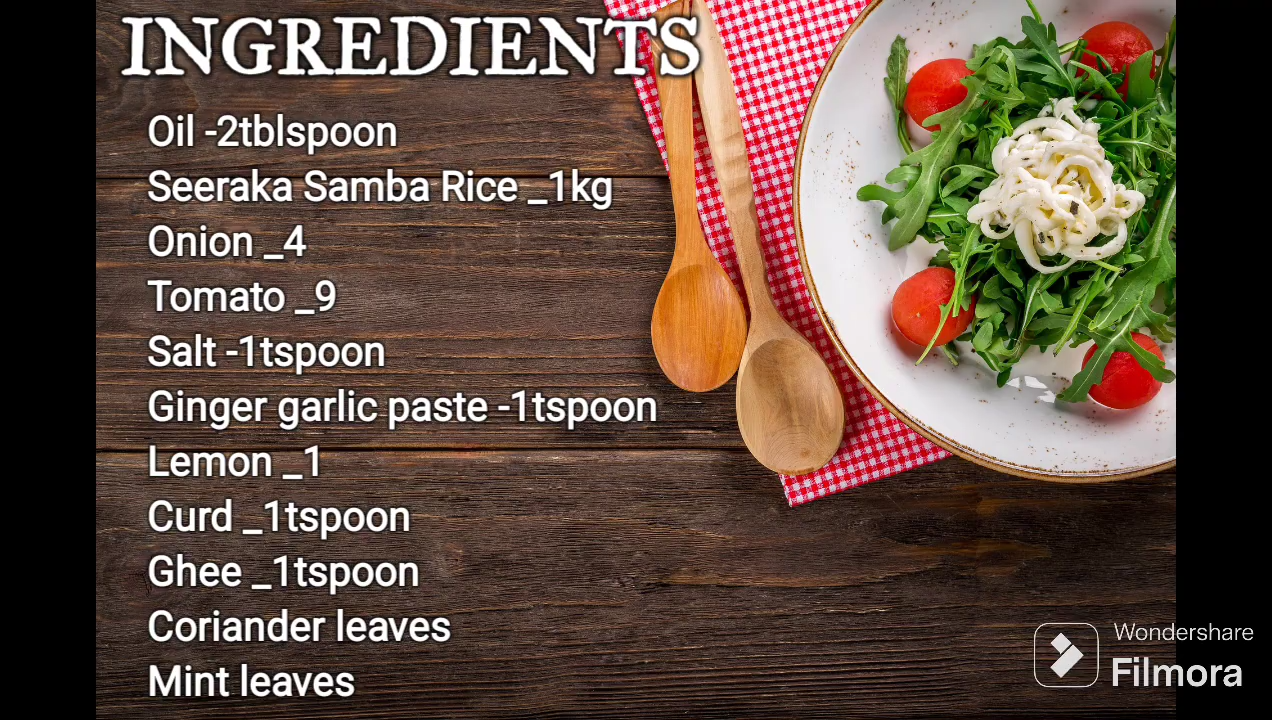 INGREDIENTS
Oil -2tblspoon
Seeraka Samba Rice _1kg
Onion _4
Tomato _9
Salt -1tspoon
Ginger garlic paste -1tspoon
Lemon _1
Curd _1tspoon
Ghee _1tspoon
Coriander leaves
Mint leaves
Wondershare
Filmora